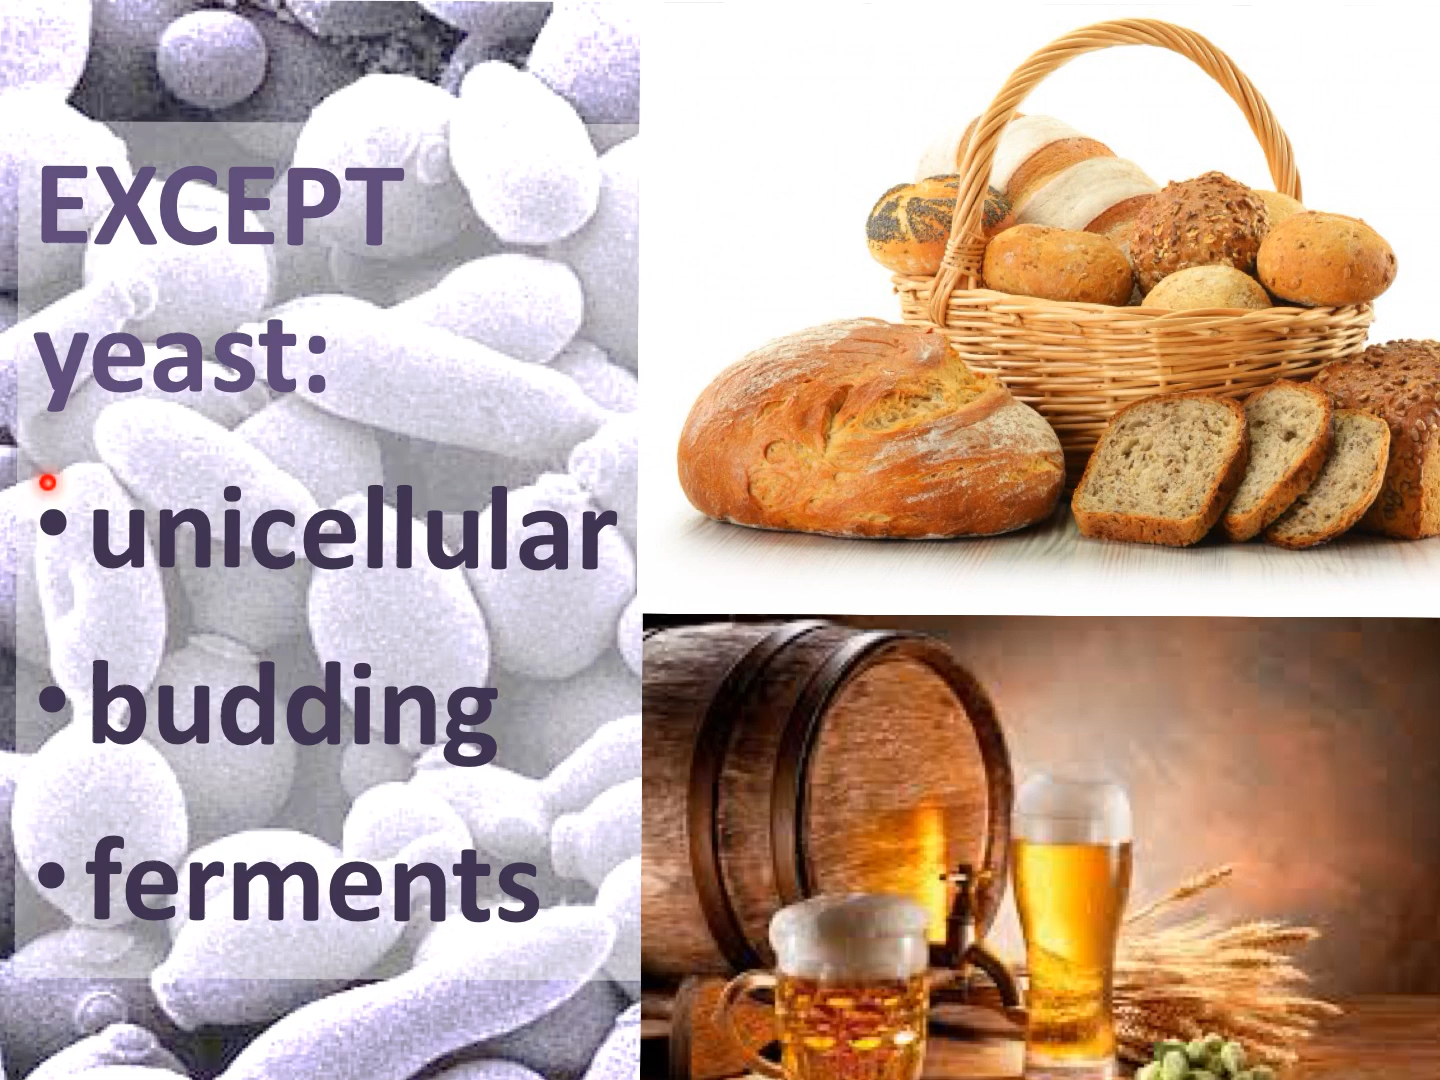 EXCEPT
yeast:
• unicellular
• budding
• ferments